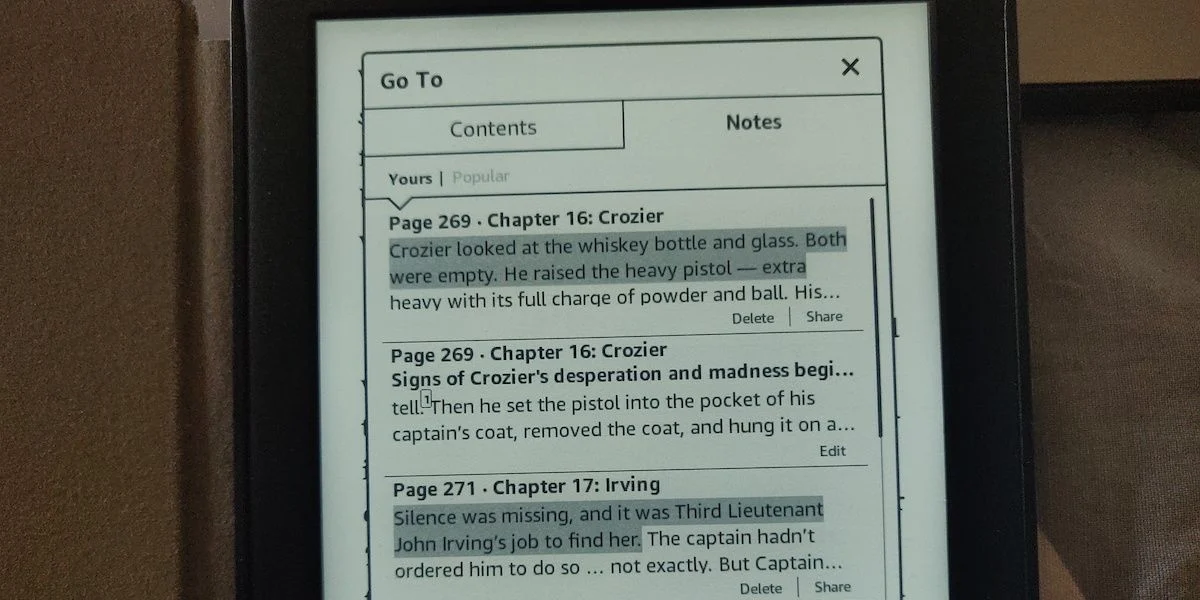 Go To
Contents
Notes
Yours | Popular
Page 269 · Chapter 16: Crozier
Crozier looked at the whiskey bottle and glass. Both
were empty. He raised the heavy pistol — extra
heavy with its full charge of powder and ball. His...
Delete | Share
Page 269 · Chapter 16: Crozier
Signs of Crozier's desperation and madness begi...
tell.[1]Then he set the pistol into the pocket of his
captain's coat, removed the coat, and hung it on a...
Edit
Page 271 · Chapter 17: Irving
Silence was missing, and it was Third Lieutenant
John Irving's job to find her. The captain hadn't
ordered him to do so ... not exactly. But Captain...
Delete | Share